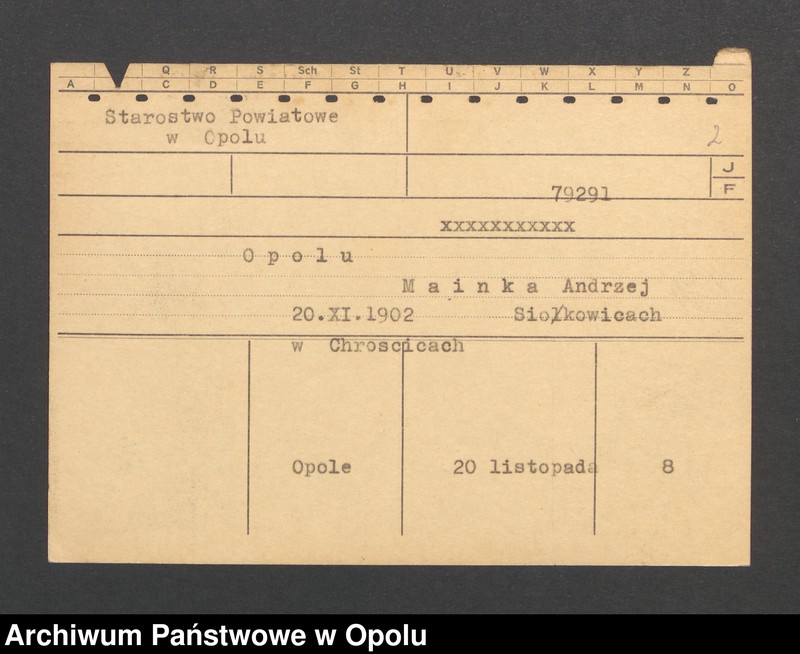 Q R S Sch St T U V W X Y Z
A C D E F G H I J K L M N O
Starostwo Powiatowe
w Opolu
2
J
F
79291
xxxxxxxxxxx
Opolu
Mainka Andrzej
20.XI.1902 Siołkowicach
w Chroscicach
Opole 20 listopada 8
Archiwum Państwowe w Opolu